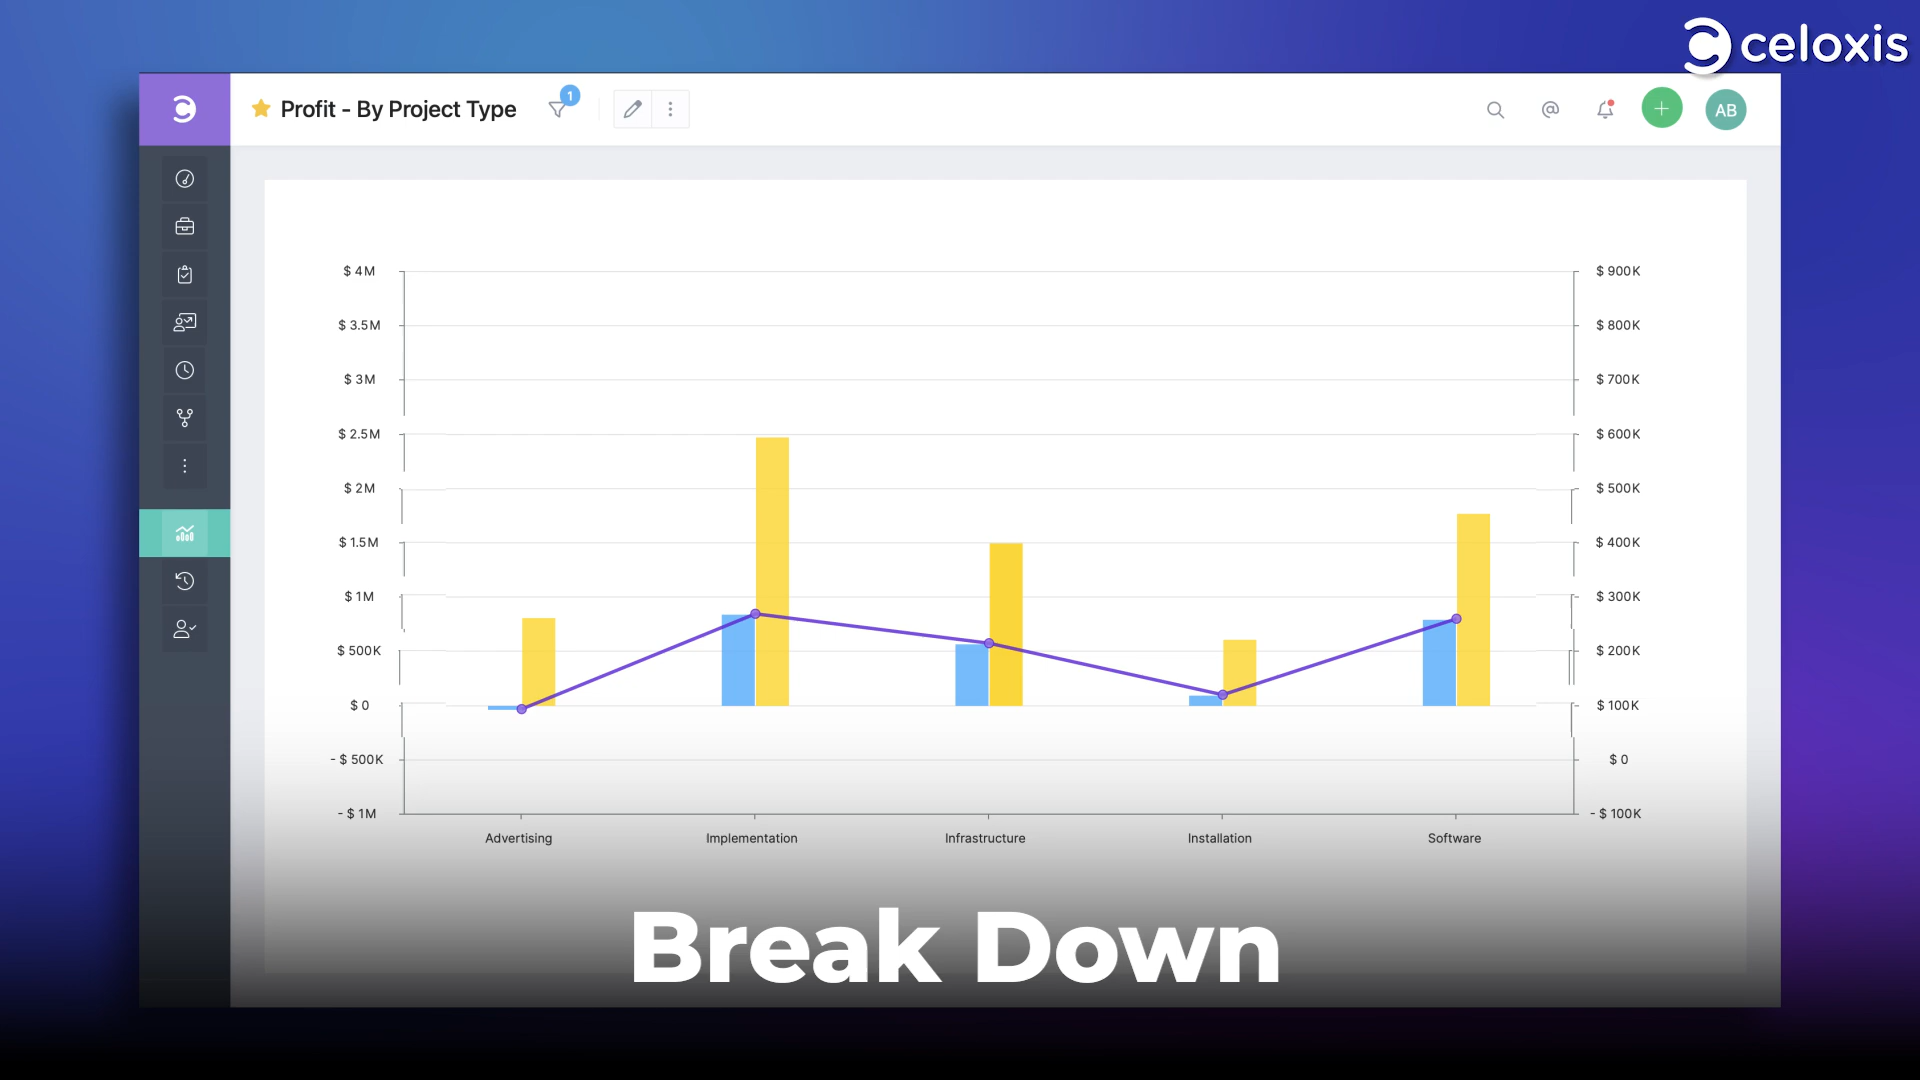 celoxis
Profit - By Project Type
1
AB
$ 4M
$ 900K
$ 3.5M
$ 800K
$ 3M
$ 700K
$ 2.5M
$ 600K
$ 2M
$ 500K
$ 1.5M
$ 400K
$ 1M
$ 300K
$ 500K
$ 200K
$ 0
$ 100K
- $ 500K
$ 0
- $ 1M
- $ 100K
Advertising
Implementation
Infrastructure
Installation
Software
Break Down